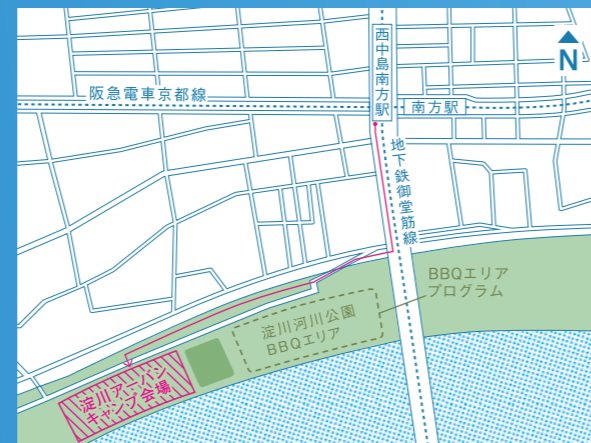 西中島南方駅
N
阪急電車京都線
南方駅
地下鉄御堂筋線
BBQエリア
プログラム
淀川河川公園
BBQエリア
淀川アーバン
キャンプ会場